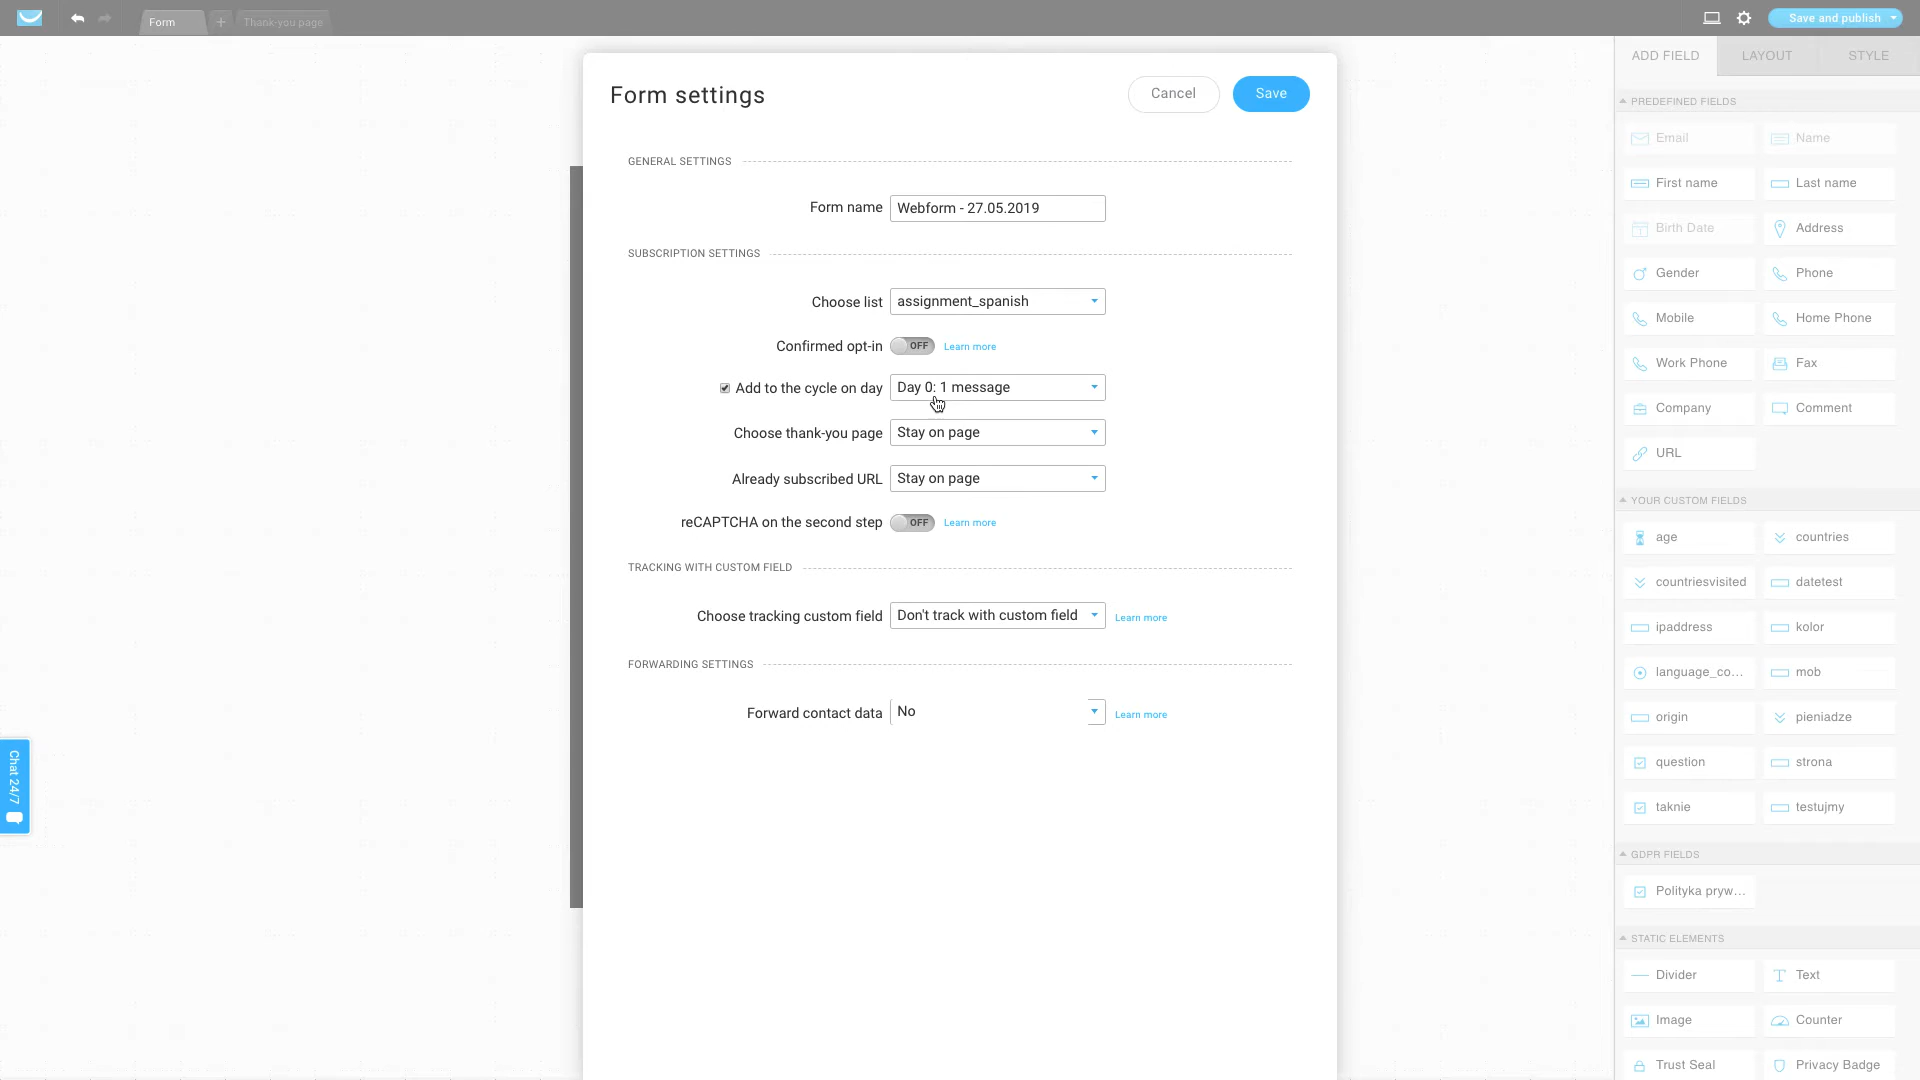 Form
+
Thank-you page
Save and publish
Form settings
Cancel
Save
GENERAL SETTINGS
Form name
Webform - 27.05.2019
SUBSCRIPTION SETTINGS
Choose list
assignment_spanish
Confirmed opt-in
OFF
Learn more
Add to the cycle on day
Day 0: 1 message
Choose thank-you page
Stay on page
Already subscribed URL
Stay on page
reCAPTCHA on the second step
OFF
Learn more
TRACKING WITH CUSTOM FIELD
Choose tracking custom field
Don't track with custom field
Learn more
FORWARDING SETTINGS
Forward contact data
No
Learn more
Chat 24/7
ADD FIELD
LAYOUT
STYLE
PREDEFINED FIELDS
Email
Name
First name
Last name
Birth Date
Address
Gender
Phone
Mobile
Home Phone
Work Phone
Fax
Company
Comment
URL
YOUR CUSTOM FIELDS
age
countries
countriesvisited
datetest
ipaddress
kolor
language_co...
mob
origin
pieniadze
question
strona
taknie
testujmy
GDPR FIELDS
Polityka pryw...
STATIC ELEMENTS
Divider
Text
Image
Counter
Trust Seal
Privacy Badge